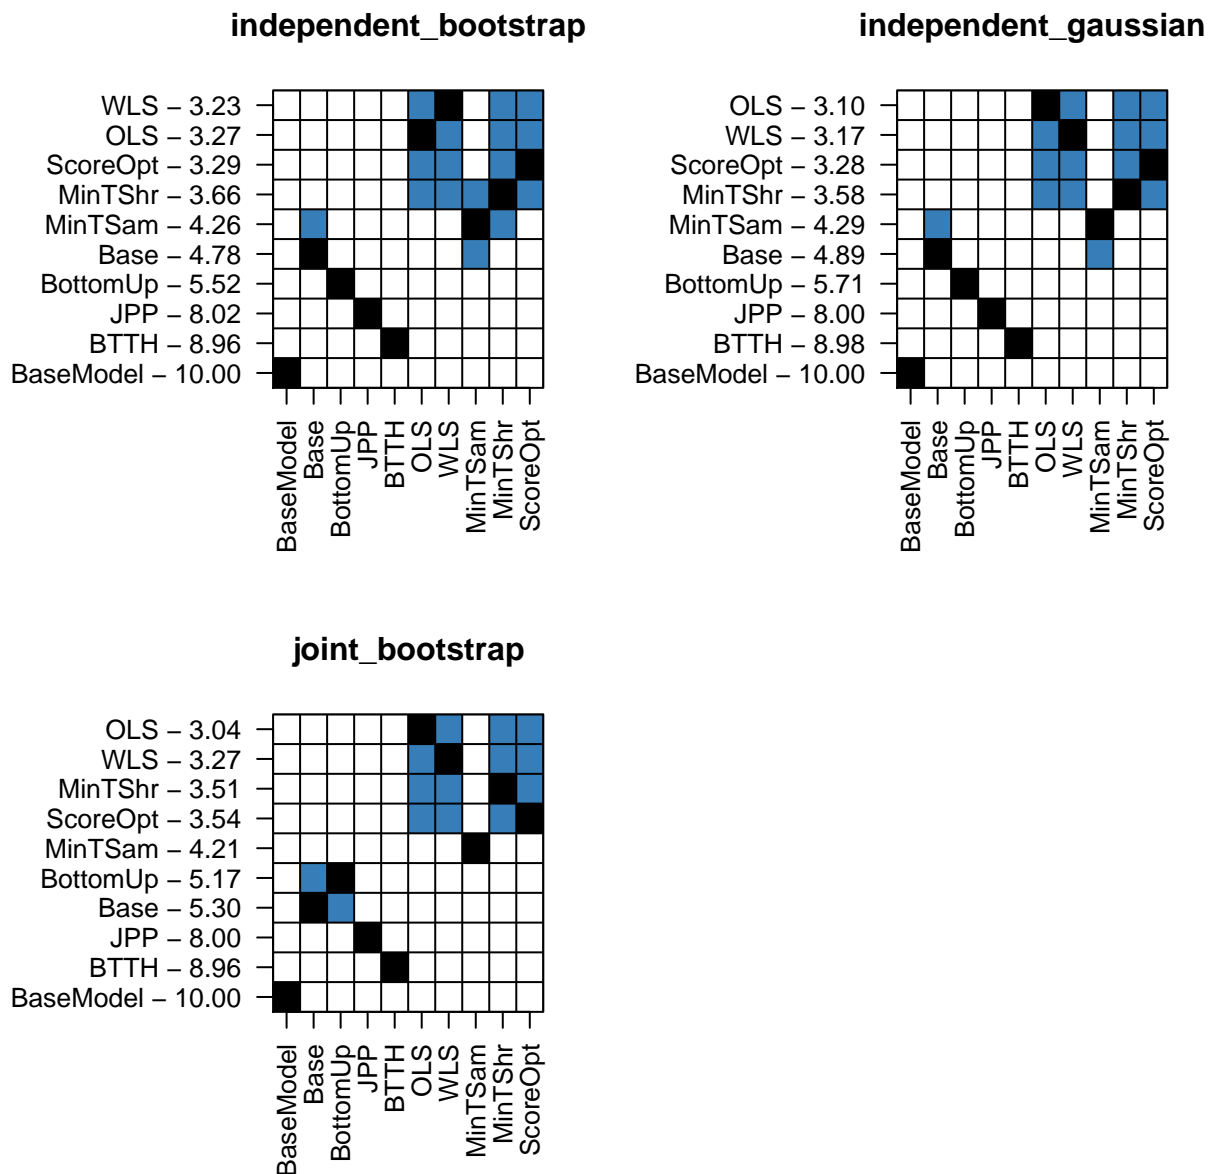 independent_bootstrap
WLS – 3.23
OLS – 3.27
ScoreOpt – 3.29
MinTShr – 3.66
MinTSam – 4.26
Base – 4.78
BottomUp – 5.52
JPP – 8.02
BTTH – 8.96
BaseModel – 10.00
BaseModel
Base
BottomUp
JPP
BTTH
OLS
WLS
MinTSam
MinTShr
ScoreOpt
independent_gaussian
OLS – 3.10
WLS – 3.17
ScoreOpt – 3.28
MinTShr – 3.58
MinTSam – 4.29
Base – 4.89
BottomUp – 5.71
JPP – 8.00
BTTH – 8.98
BaseModel – 10.00
BaseModel
Base
BottomUp
JPP
BTTH
OLS
WLS
MinTSam
MinTShr
ScoreOpt
joint_bootstrap
OLS – 3.04
WLS – 3.27
MinTShr – 3.51
ScoreOpt – 3.54
MinTSam – 4.21
BottomUp – 5.17
Base – 5.30
JPP – 8.00
BTTH – 8.96
BaseModel – 10.00
BaseModel
Base
BottomUp
JPP
BTTH
OLS
WLS
MinTSam
MinTShr
ScoreOpt